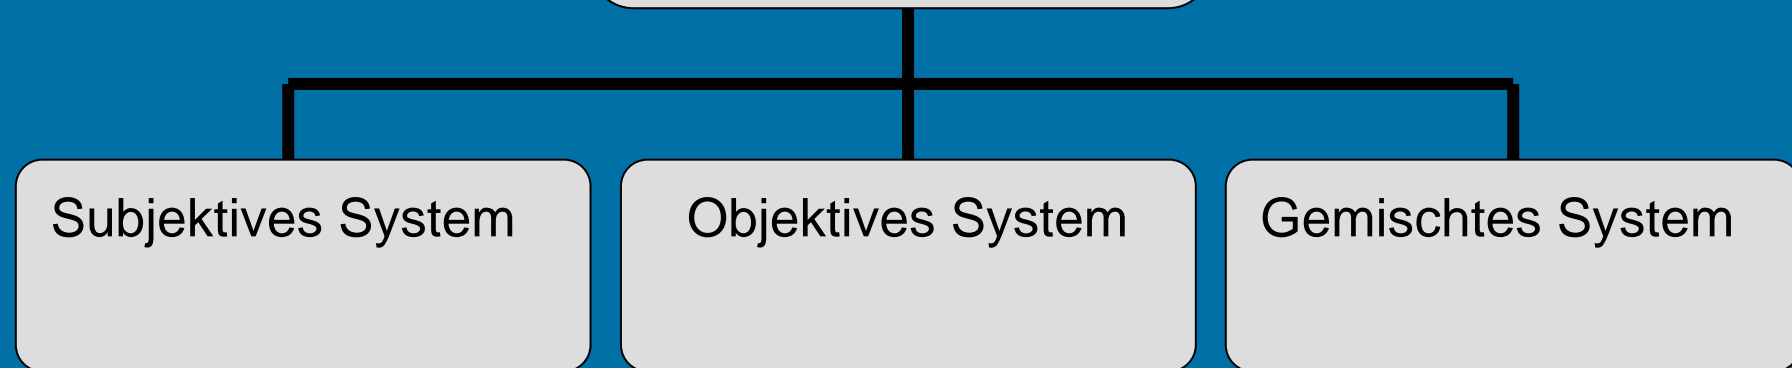 Subjektives System
Objektives System
Gemischtes System